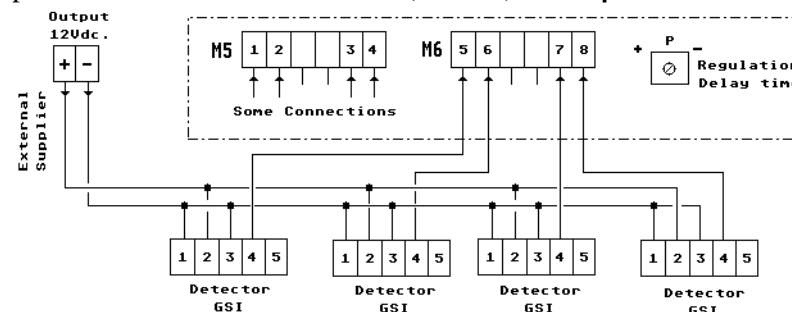 Output
12Vdc.
+ -
External
Supplier
M5 1 2 3 4
M6 5 6 7 8
Some Connections
+ P -
Regulation
Delay time
1 2 3 4 5
Detector
GSI
1 2 3 4 5
Detector
GSI
1 2 3 4 5
Detector
GSI
1 2 3 4 5
Detector
GSI